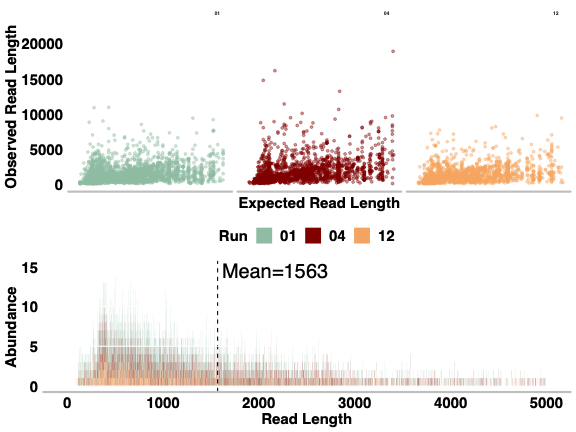 01 04 12
Observed Read Length
20000
15000
10000
5000
0
Expected Read Length
Run 01 04 12
Mean=1563
Abundance
15
10
5
0
0 1000 2000 3000 4000 5000
Read Length